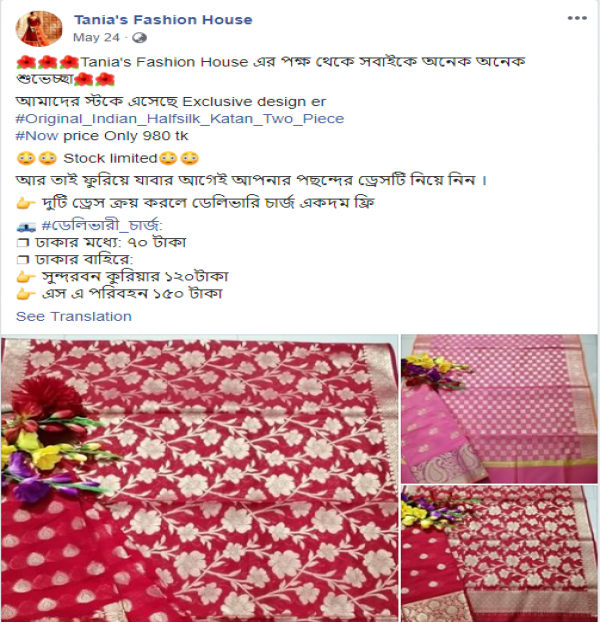 Tania's Fashion House
May 24 ·
🌺🌺🌺Tania's Fashion House এর পক্ষ থেকে সবাইকে অনেক অনেক
শুভেচ্ছা🌺🌺
আমাদের স্টকে এসেছে Exclusive design er
#Original_Indian_Halfsilk_Katan_Two_Piece
#Now price Only 980 tk
😳😳 Stock limited😳😳
আর তাই ফুরিয়ে যাবার আগেই আপনার পছন্দের ড্রেসটি নিয়ে নিন ।
👉 দুটি ড্রেস ক্রয় করলে ডেলিভারি চার্জ একদম ফ্রি
🚙 #ডেলিভারী_চার্জ:
❒ ঢাকার মধ্যে: ৭০ টাকা
❒ ঢাকার বাহিরে:
👉 সুন্দরবন কুরিয়ার ১২০টাকা
👉 এস এ পরিবহন ১৫০ টাকা
See Translation